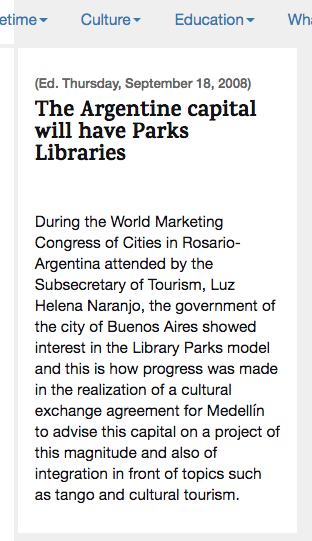 etime Culture Education Wha
(Ed. Thursday, September 18, 2008)
The Argentine capital
will have Parks
Libraries
During the World Marketing
Congress of Cities in Rosario-
Argentina attended by the
Subsecretary of Tourism, Luz
Helena Naranjo, the government of
the city of Buenos Aires showed
interest in the Library Parks model
and this is how progress was made
in the realization of a cultural
exchange agreement for Medellín
to advise this capital on a project of
this magnitude and also of
integration in front of topics such
as tango and cultural tourism.